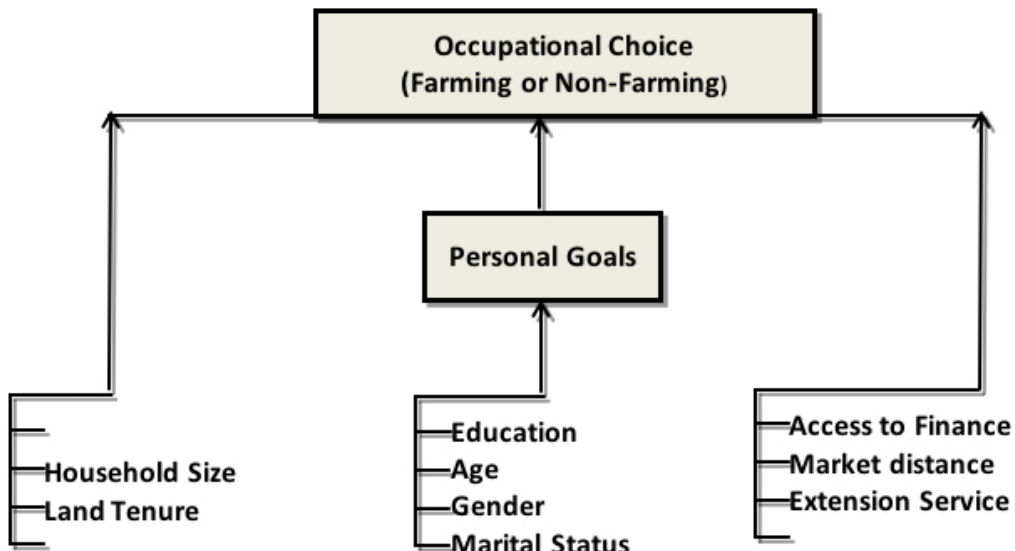 Occupational Choice
(Farming or Non-Farming)
Personal Goals
Household Size
Land Tenure
Education
Age
Gender
Marital Status
Access to Finance
Market distance
Extension Service